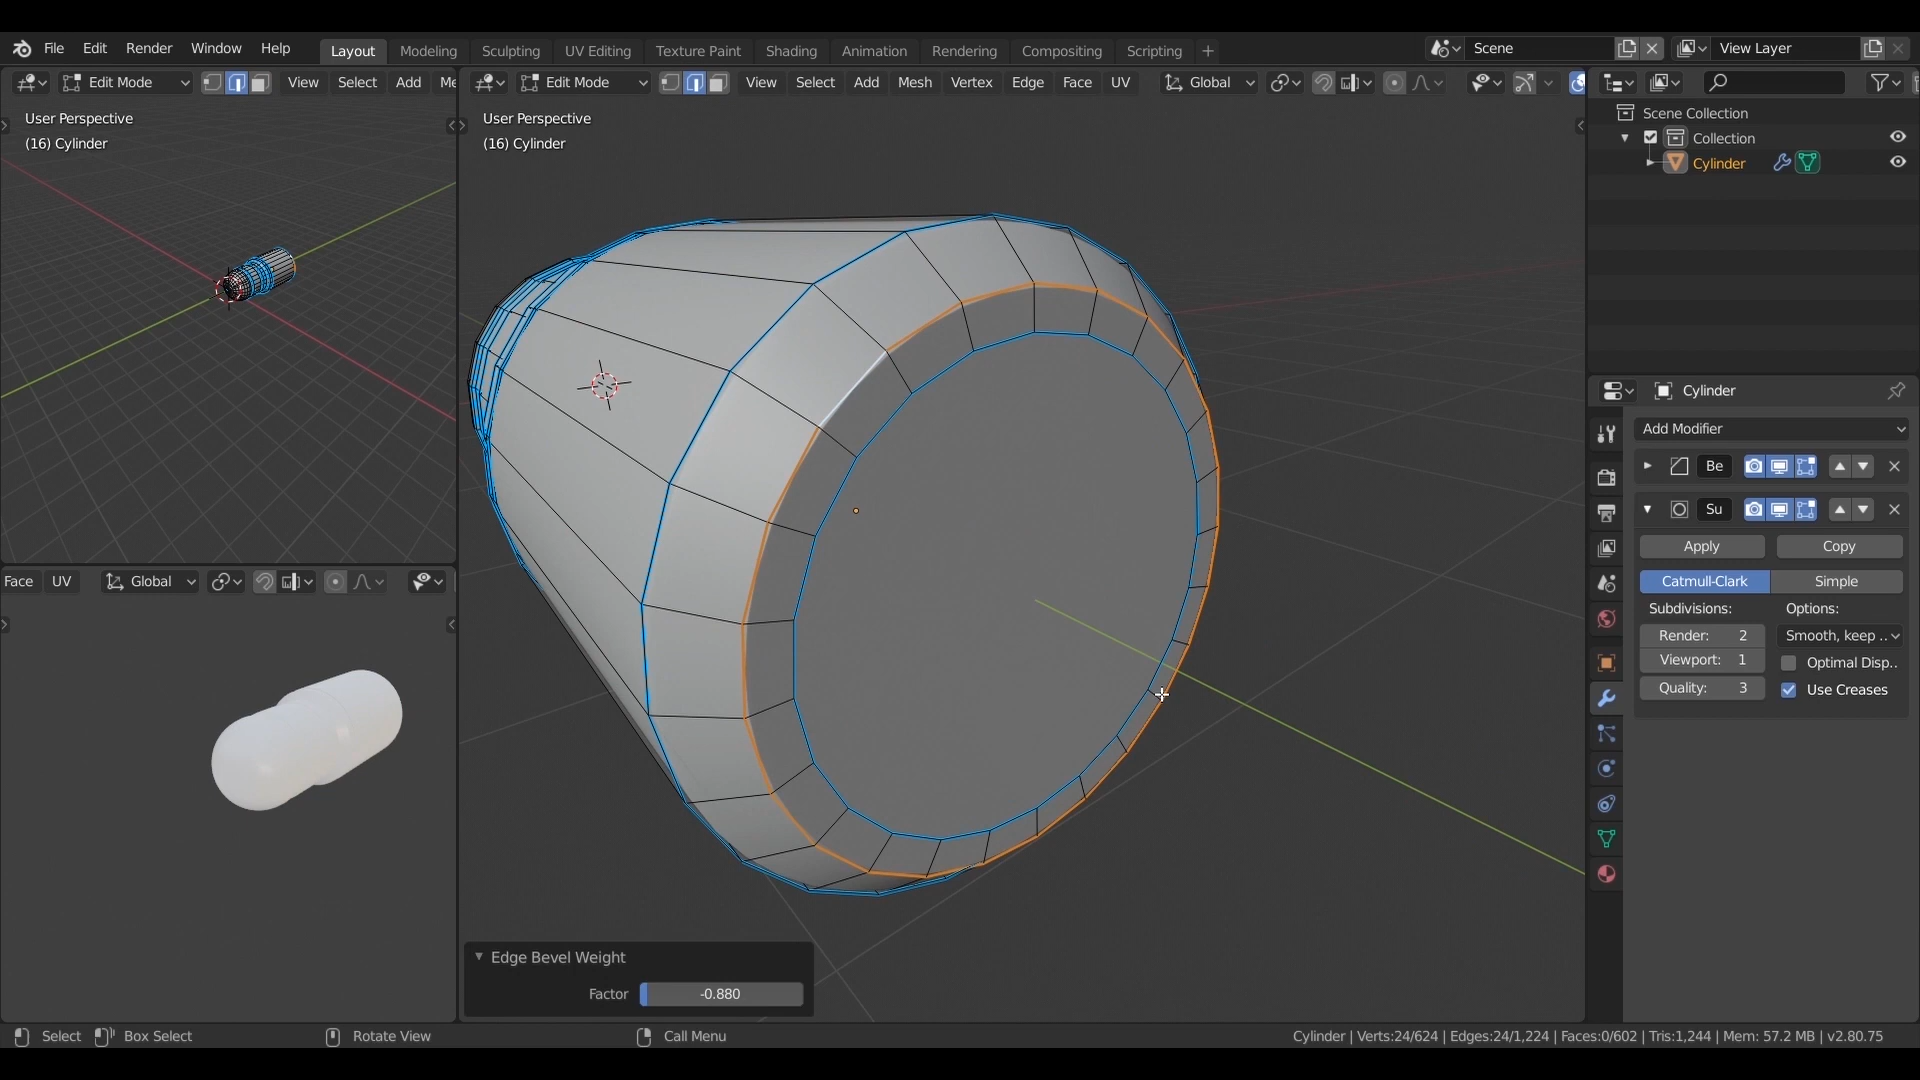 File Edit Render Window Help Layout Modeling Sculpting UV Editing Texture Paint Shading Animation Rendering Compositing Scripting + Scene View Layer
Edit Mode View Select Add Me
Edit Mode View Select Add Mesh Vertex Edge Face UV Global
User Perspective
(16) Cylinder
User Perspective
(16) Cylinder
Scene Collection
Collection
Cylinder
Cylinder
Add Modifier
Be
Su
Apply Copy
Catmull-Clark Simple
Subdivisions: Options:
Render: 2 Smooth, keep ..
Viewport: 1 Optimal Disp..
Quality: 3 Use Creases
Face UV Global
Edge Bevel Weight
Factor -0.880
Select Box Select Rotate View Call Menu Cylinder | Verts:24/624 | Edges:24/1,224 | Faces:0/602 | Tris:1,244 | Mem: 57.2 MB | v2.80.75